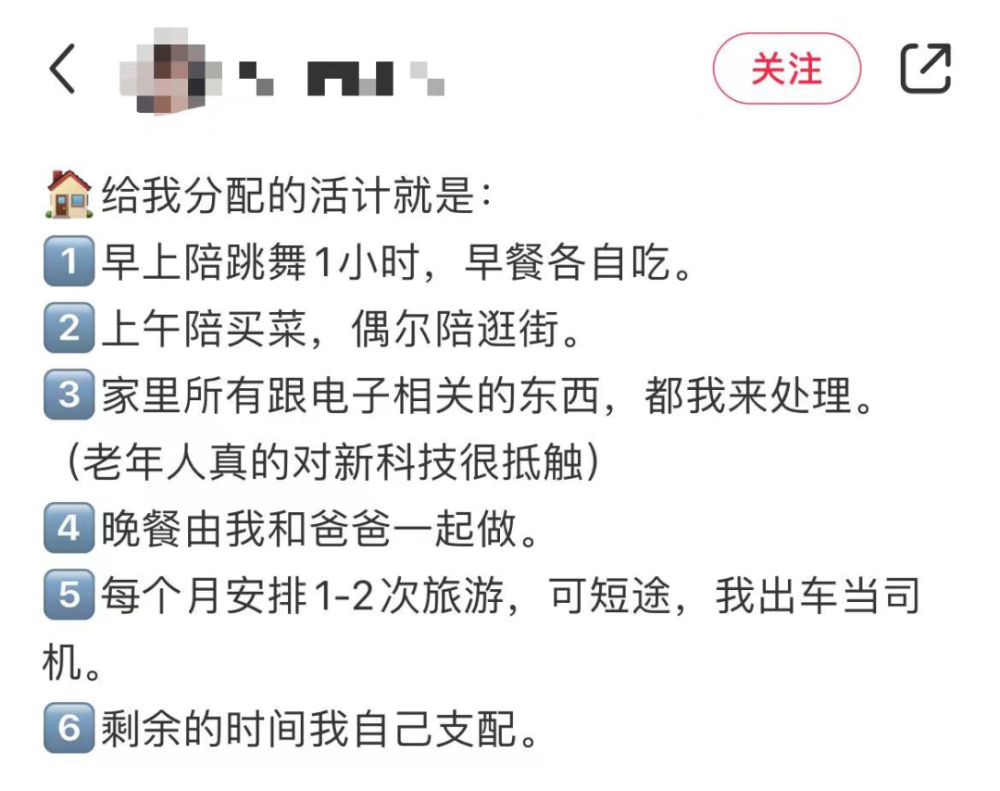 关注
给我分配的活计就是：
1 早上陪跳舞1小时，早餐各自吃。
2 上午陪买菜，偶尔陪逛街。
3 家里所有跟电子相关的东西，都我来处理。
（老年人真的对新科技很抵触）
4 晚餐由我和爸爸一起做。
5 每个月安排1-2次旅游，可短途，我出车当司
机。
6 剩余的时间我自己支配。